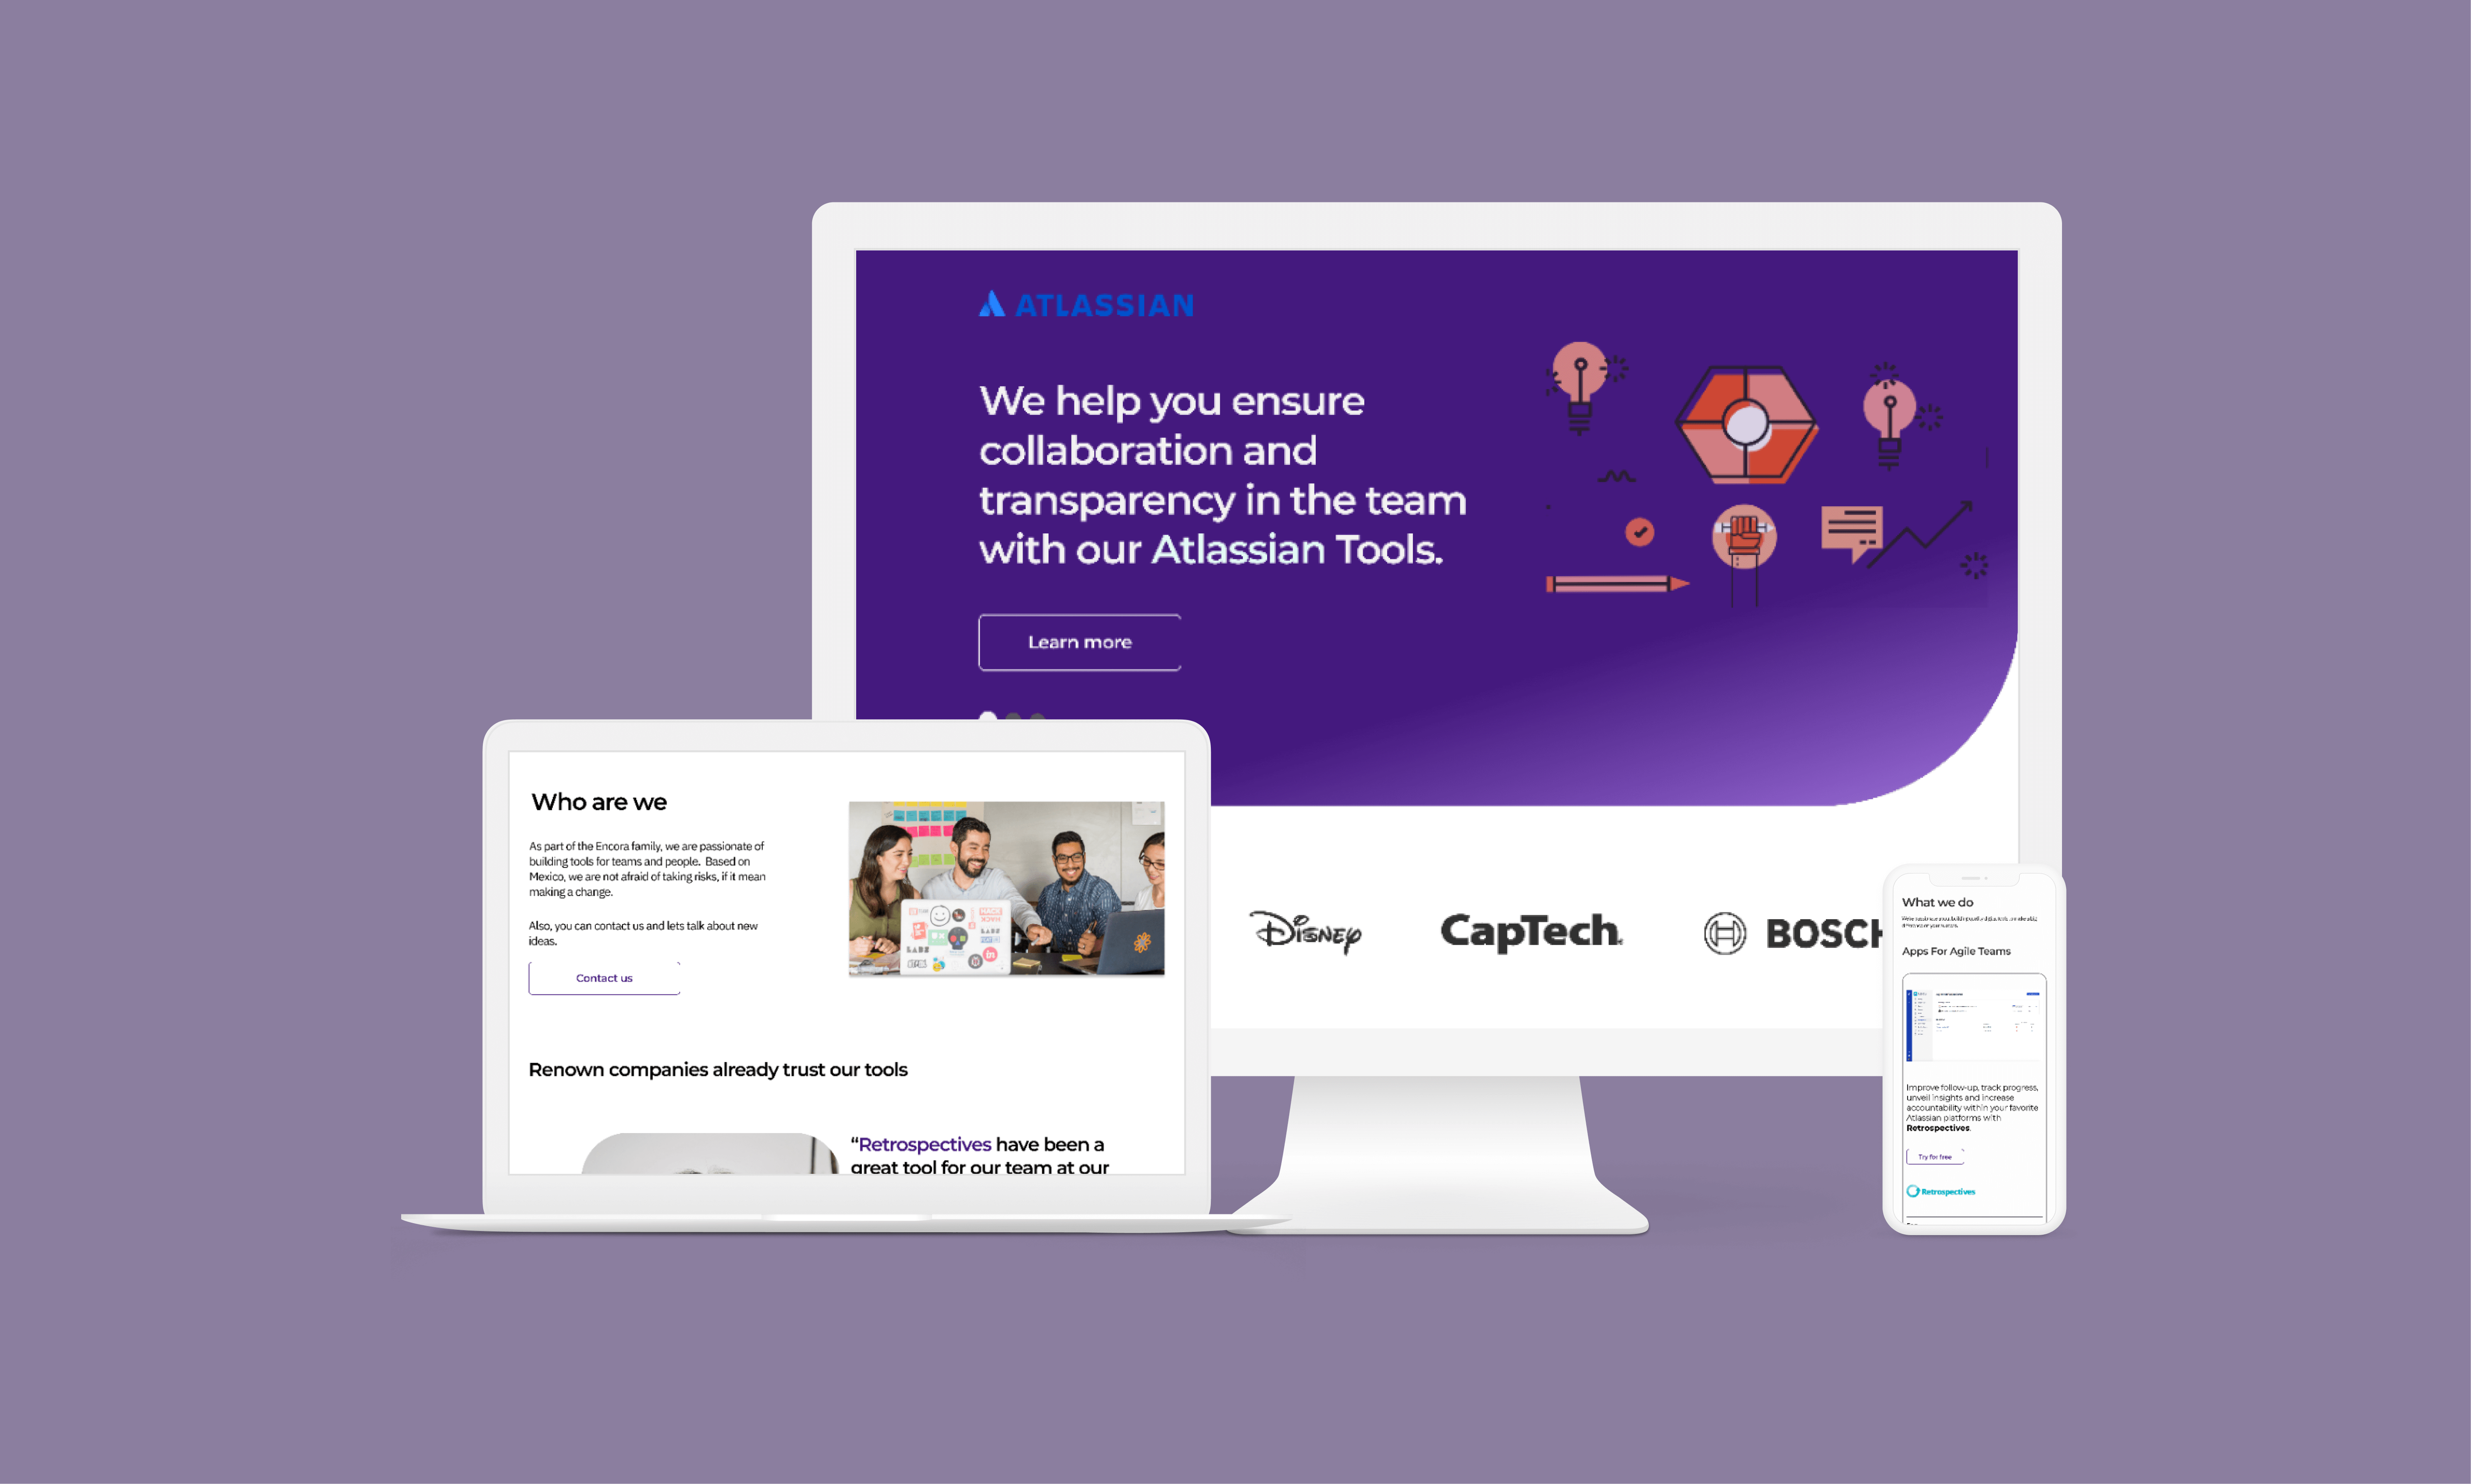 ATLASSIAN
We help you ensure
collaboration and
transparency in the team
with our Atlassian Tools.
Learn more
Disney
CapTech
BOSCH
Who are we
As part of the Encora family, we are passionate of
building tools for teams and people. Based on
Mexico, we are not afraid of taking risks, if it mean
making a change.
Also, you can contact us and lets talk about new
ideas.
Contact us
Renown companies already trust our tools
“Retrospectives have been a
great tool for our team at our
What we do
Apps For Agile Teams
Improve follow-up, track progress,
unveil insights and increase
accountability within your favorite
Atlassian platforms with
Retrospectives.
Try for free
Retrospectives